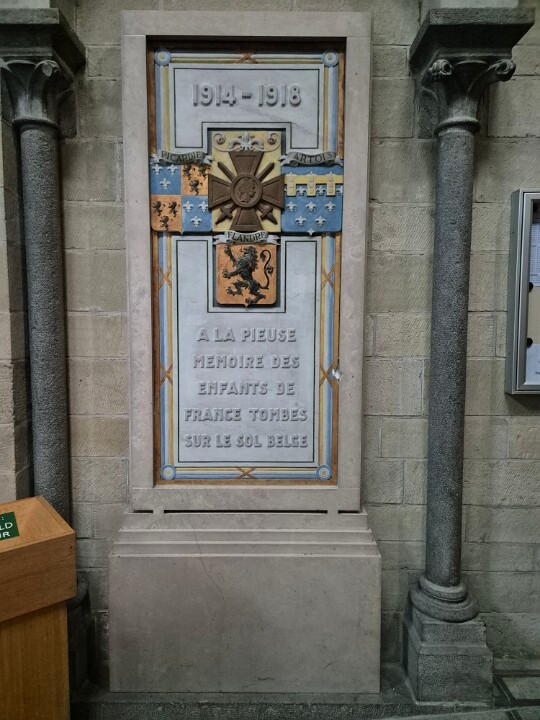 1914-1918
PICARDIE
ARTOIS
FLANDRE
A LA PIEUSE
MEMOIRE DES
ENFANTS DE
FRANCE TOMBES
SUR LE SOL BELGE